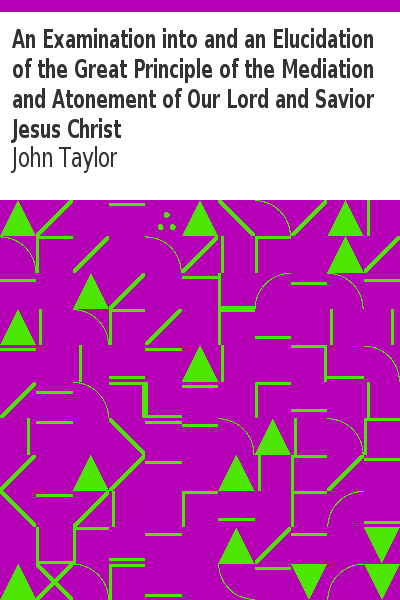 An Examination into and an Elucidation
of the Great Principle of the Mediation
and Atonement of Our Lord and Savior
Jesus Christ
John Taylor